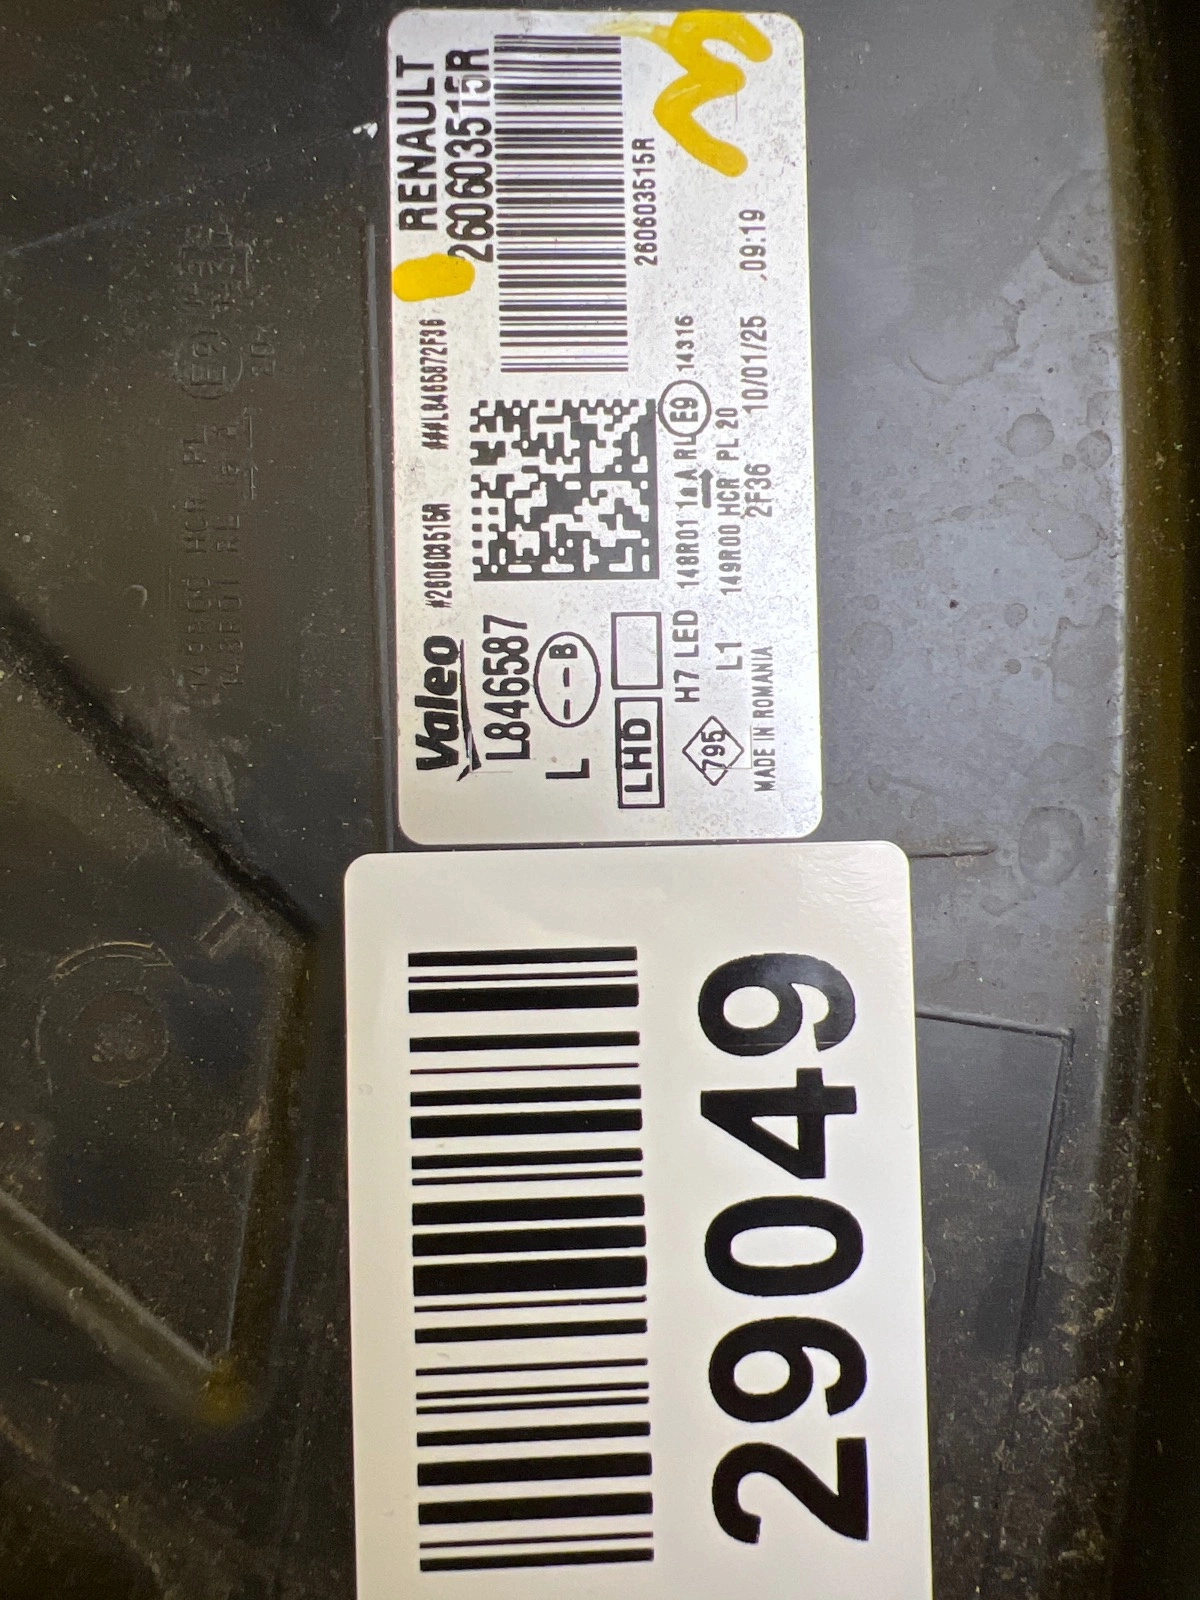 RENAULT
260603515R
260603515R
#260603515R ###L8465872F36
Valeo
L846587
L --B
LHD
H7 LED 148R01 1a A RL E9 14316
L1 149R00 HCR PL 20
795
MADE IN ROMANIA 2F36 10/01/25 09:19
29049